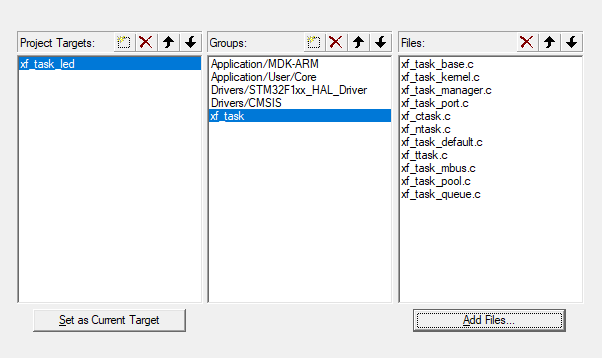 Project Targets:
Groups:
Files:
xf_task_led
Application/MDK-ARM
Application/User/Core
Drivers/STM32F1xx_HAL_Driver
Drivers/CMSIS
xf_task
xf_task_base.c
xf_task_kernel.c
xf_task_manager.c
xf_task_port.c
xf_ctask.c
xf_ntask.c
xf_task_default.c
xf_ttask.c
xf_task_mbus.c
xf_task_pool.c
xf_task_queue.c
Set as Current Target
Add Files...